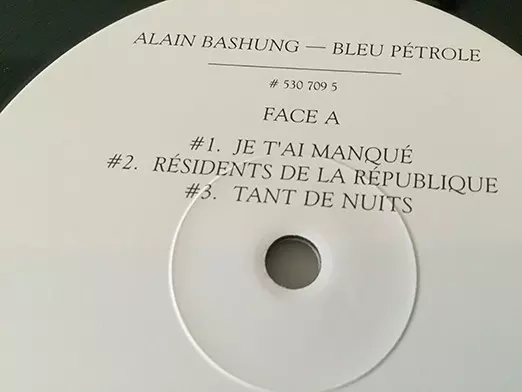 ALAIN BASHUNG — BLEU PÉTROLE
# 530 709 5
FACE A
#1. JE T'AI MANQUÉ
#2. RÉSIDENTS DE LA RÉPUBLIQUE
#3. TANT DE NUITS